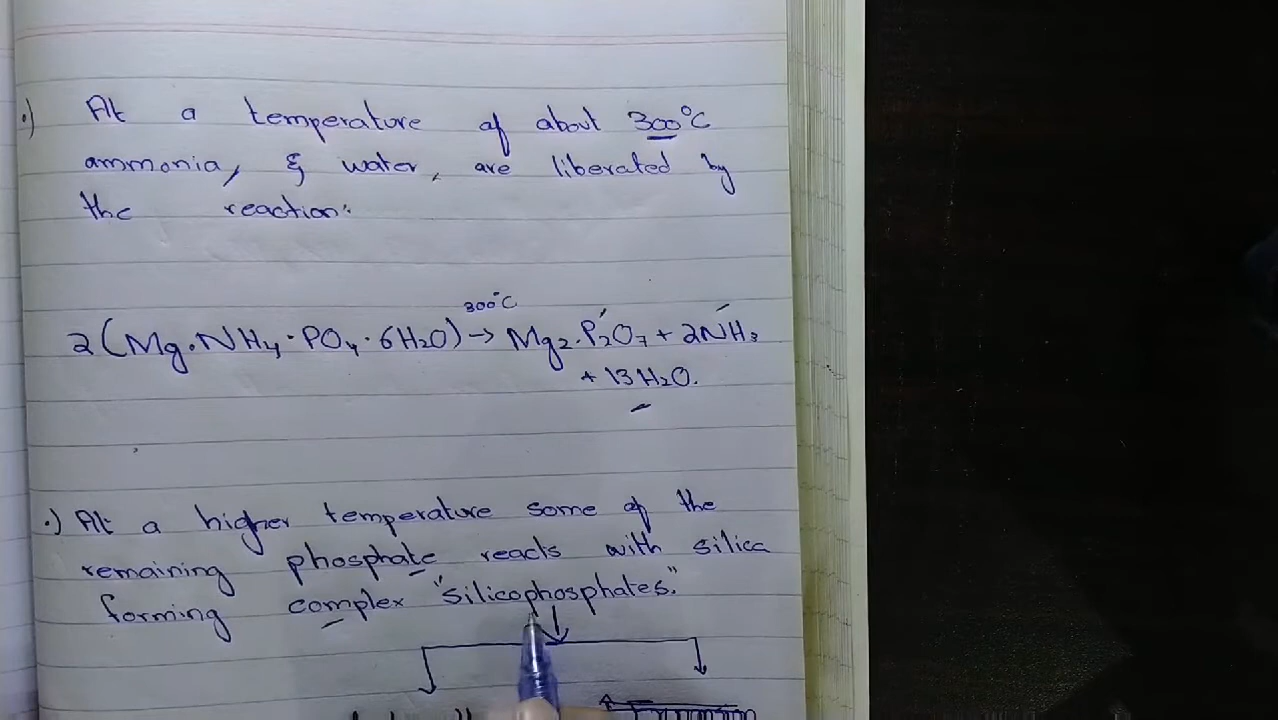 .) At a temperature of about 300°C
ammonia, & water, are liberated by
the reaction:
300°C
2(Mg.NH4.PO4.6H2O) → Mg2.P2O7 + 2NH3
+ 13H2O.
.) At a higher temperature some of the
remaining phosphate reacts with silica
forming complex "silicophosphates."